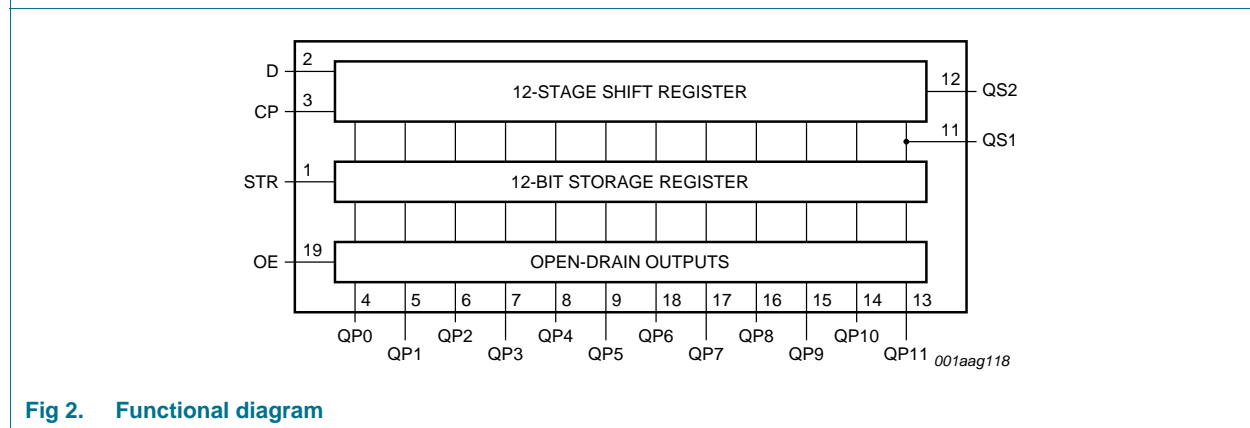 2
D
12-STAGE SHIFT REGISTER
12
QS2
3
CP
11
QS1
1
STR
12-BIT STORAGE REGISTER
19
OE
OPEN-DRAIN OUTPUTS
4 5 6 7 8 9 18 17 16 15 14 13
QP0 QP2 QP4 QP6 QP8 QP10
QP1 QP3 QP5 QP7 QP9 QP11
001aag118
Fig 2. Functional diagram